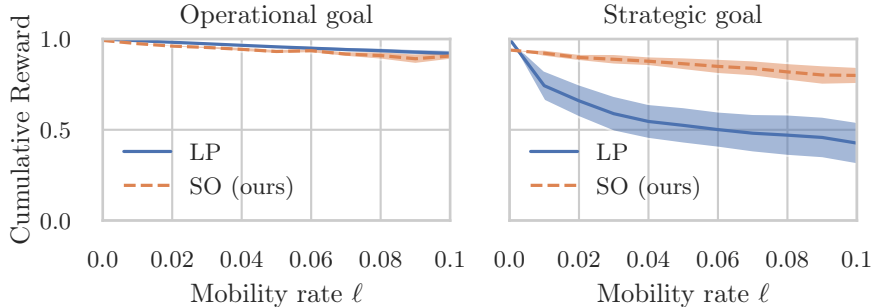 Operational goal
Strategic goal
Cumulative Reward
1.0
0.5
0.0
LP
SO (ours)
LP
SO (ours)
0.0 0.02 0.04 0.06 0.08 0.1
0.0 0.02 0.04 0.06 0.08 0.1
Mobility rate ℓ
Mobility rate ℓ